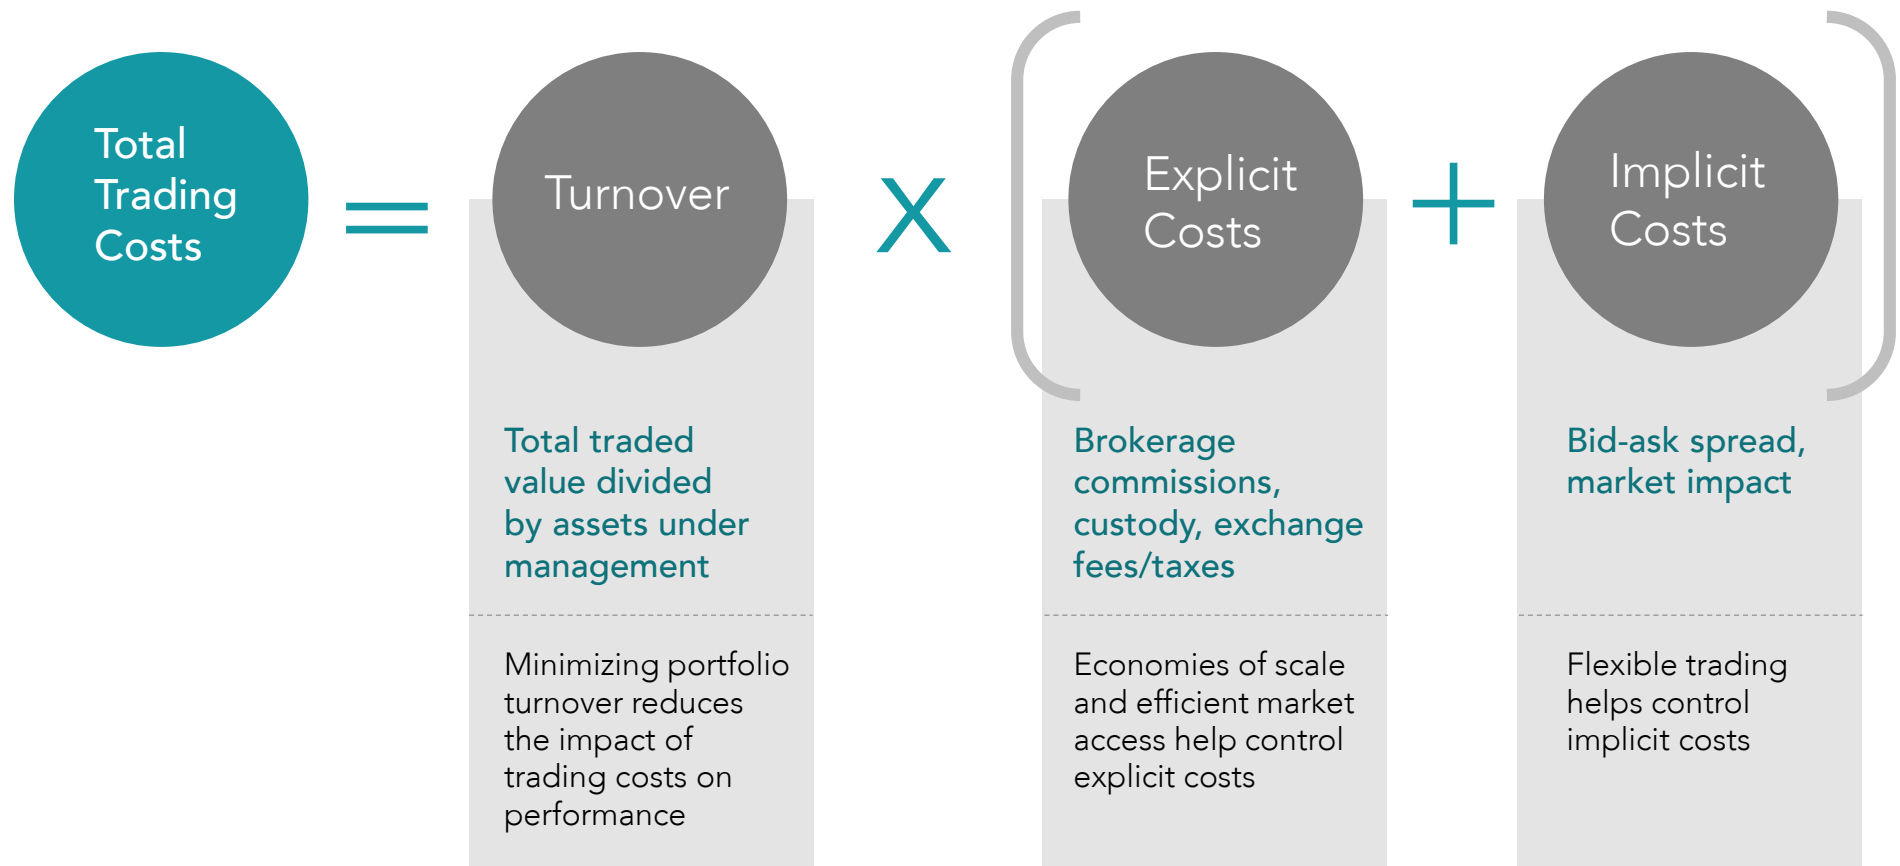 Total
Trading
Costs
=
Turnover
X
(
Explicit
Costs
+
Implicit
Costs
)
Total traded
value divided
by assets under
management
Minimizing portfolio
turnover reduces
the impact of
trading costs on
performance
Brokerage
commissions,
custody, exchange
fees/taxes
Economies of scale
and efficient market
access help control
explicit costs
Bid-ask spread,
market impact
Flexible trading
helps control
implicit costs